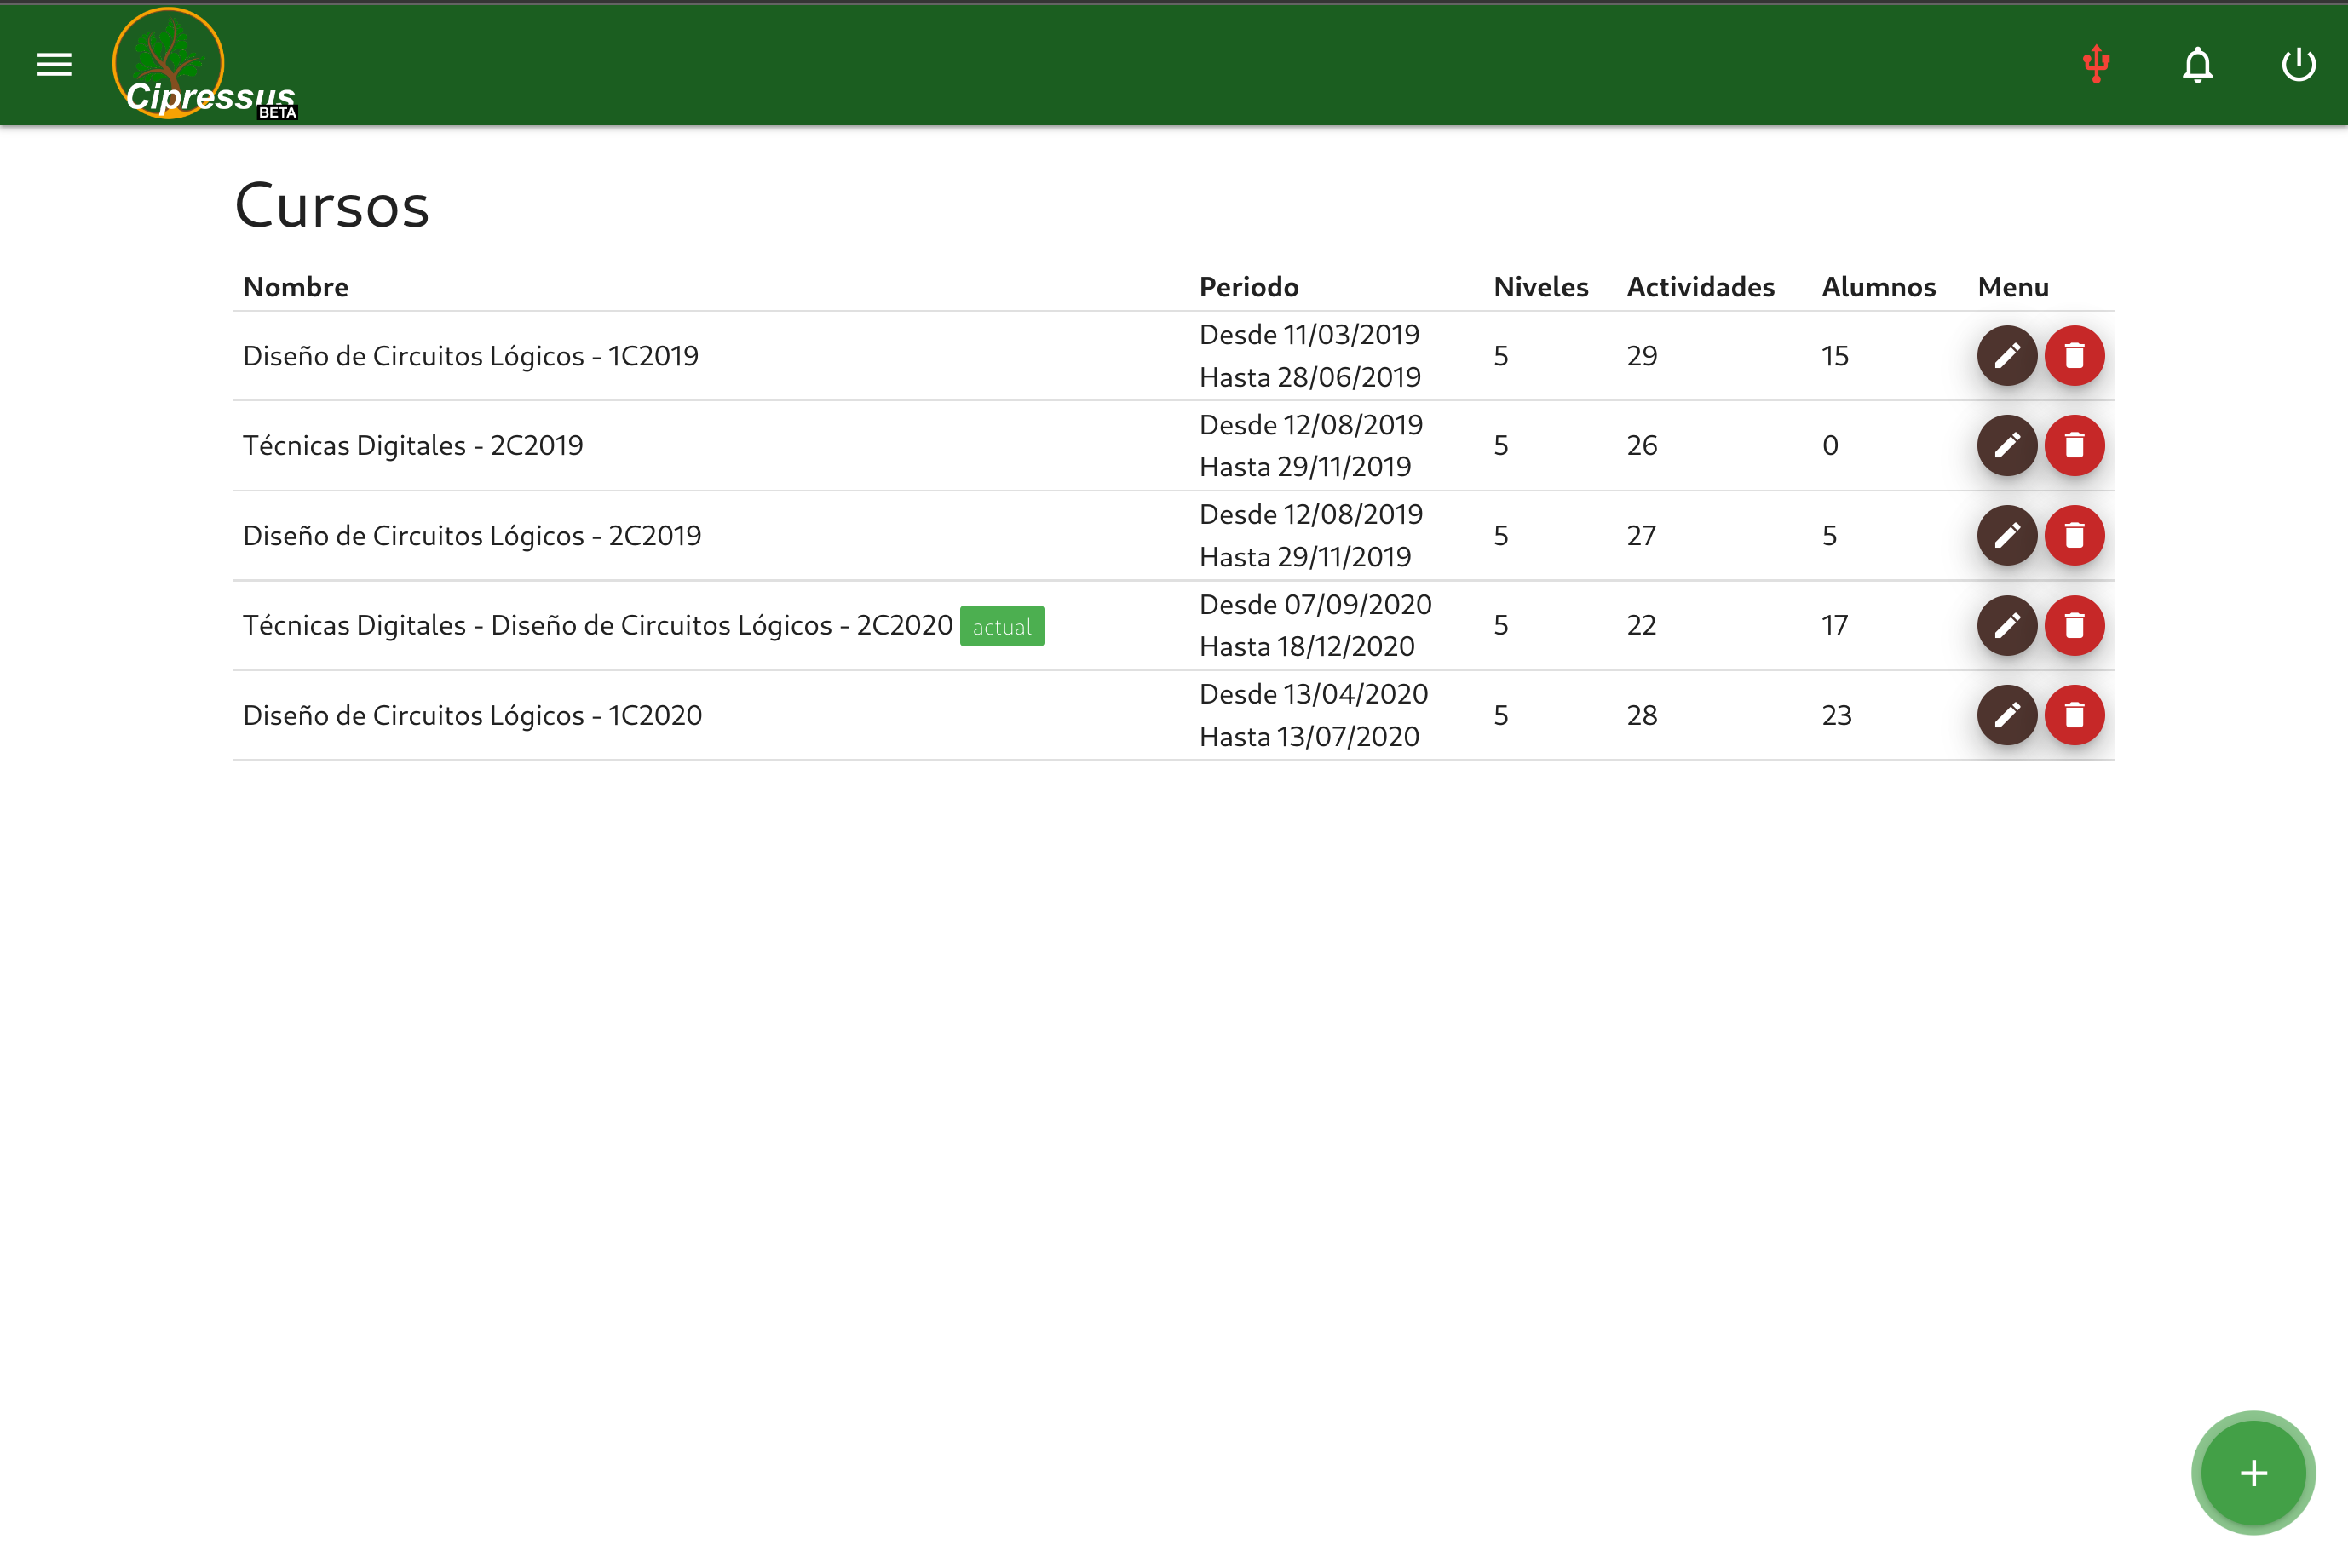 Cipressus
BETA
Cursos
Nombre Periodo Niveles Actividades Alumnos Menu
Diseño de Circuitos Lógicos - 1C2019 Desde 11/03/2019 5 29 15
Hasta 28/06/2019
Técnicas Digitales - 2C2019 Desde 12/08/2019 5 26 0
Hasta 29/11/2019
Diseño de Circuitos Lógicos - 2C2019 Desde 12/08/2019 5 27 5
Hasta 29/11/2019
Técnicas Digitales - Diseño de Circuitos Lógicos - 2C2020 actual Desde 07/09/2020 5 22 17
Hasta 18/12/2020
Diseño de Circuitos Lógicos - 1C2020 Desde 13/04/2020 5 28 23
Hasta 13/07/2020